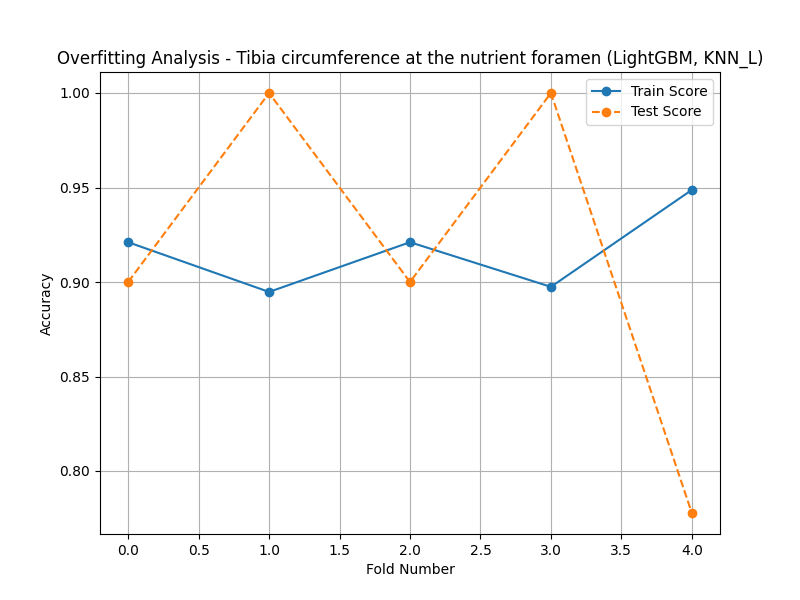 Overfitting Analysis - Tibia circumference at the nutrient foramen (LightGBM, KNN_L)
Train Score
Test Score
1.00
0.95
0.90
0.85
0.80
Accuracy
0.0 0.5 1.0 1.5 2.0 2.5 3.0 3.5 4.0
Fold Number